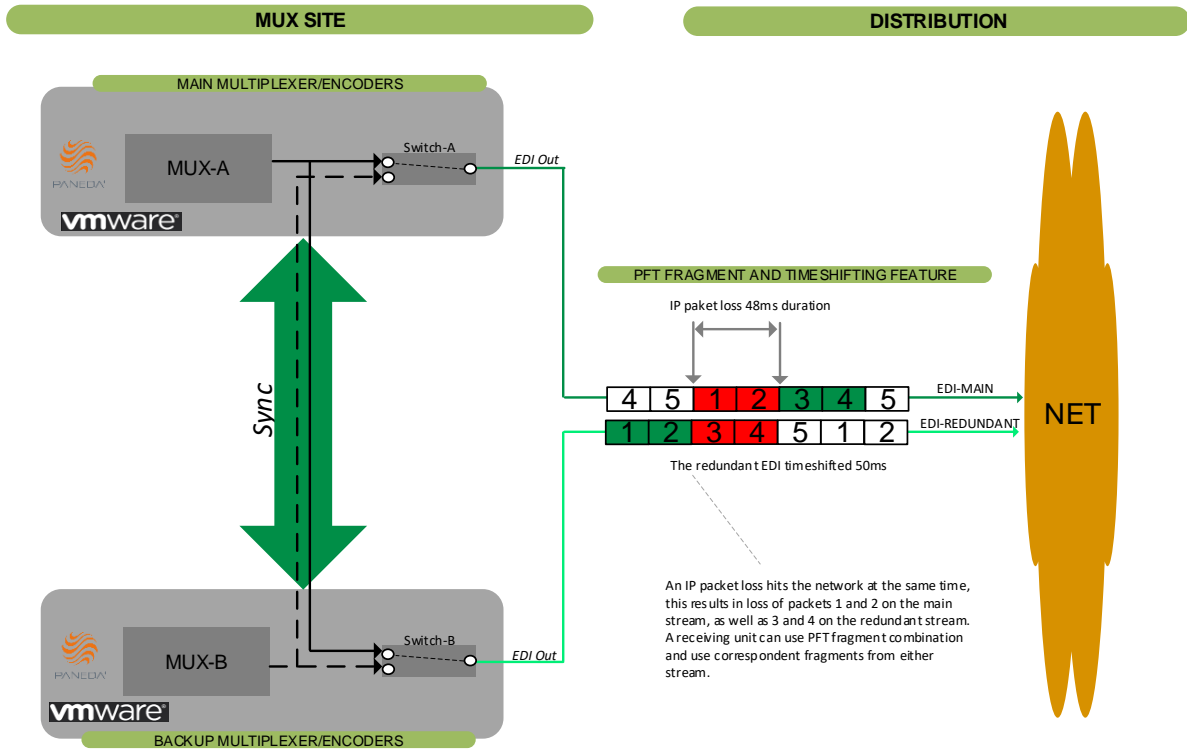 MUX SITE
DISTRIBUTION
MAIN MULTIPLEXER/ENCODERS
MUX-A
Switch-A
EDI Out
PANEDA
vmware®
Sync
PFT FRAGMENT AND TIMESHIFTING FEATURE
IP paket loss 48ms duration
4 5 1 2 3 4 5
EDI-MAIN
1 2 3 4 5 1 2
EDI-REDUNDANT
NET
The redundant EDI timeshifted 50ms
An IP packet loss hits the network at the same time,
this results in loss of packets 1 and 2 on the main
stream, as well as 3 and 4 on the redundant stream.
A receiving unit can use PFT fragment combination
and use correspondent fragments from either
stream.
MUX-B
Switch-B
EDI Out
PANEDA
vmware®
BACKUP MULTIPLEXER/ENCODERS